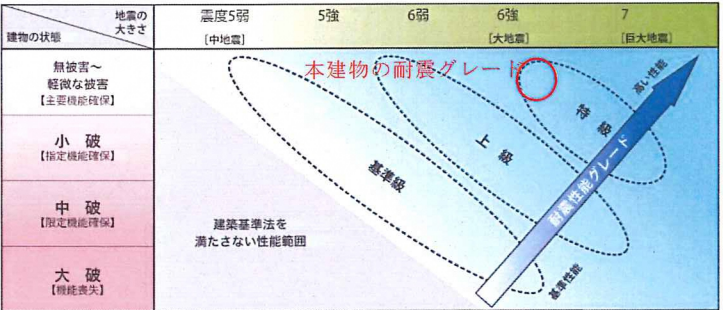 地震の
大きさ
建物の状態
震度5弱
5強
6弱
6強
7
[中地震]
[大地震]
[巨大地震]
本建物の耐震グレード
無被害～
軽微な被害
【主要機能確保】
小 破
【指定機能確保】
中 破
【限定機能確保】
大 破
【機能喪失】
基準級
上 級
特 級
高い性能
耐震性能グレード
基準性能
建築基準法を
満たさない性能範囲